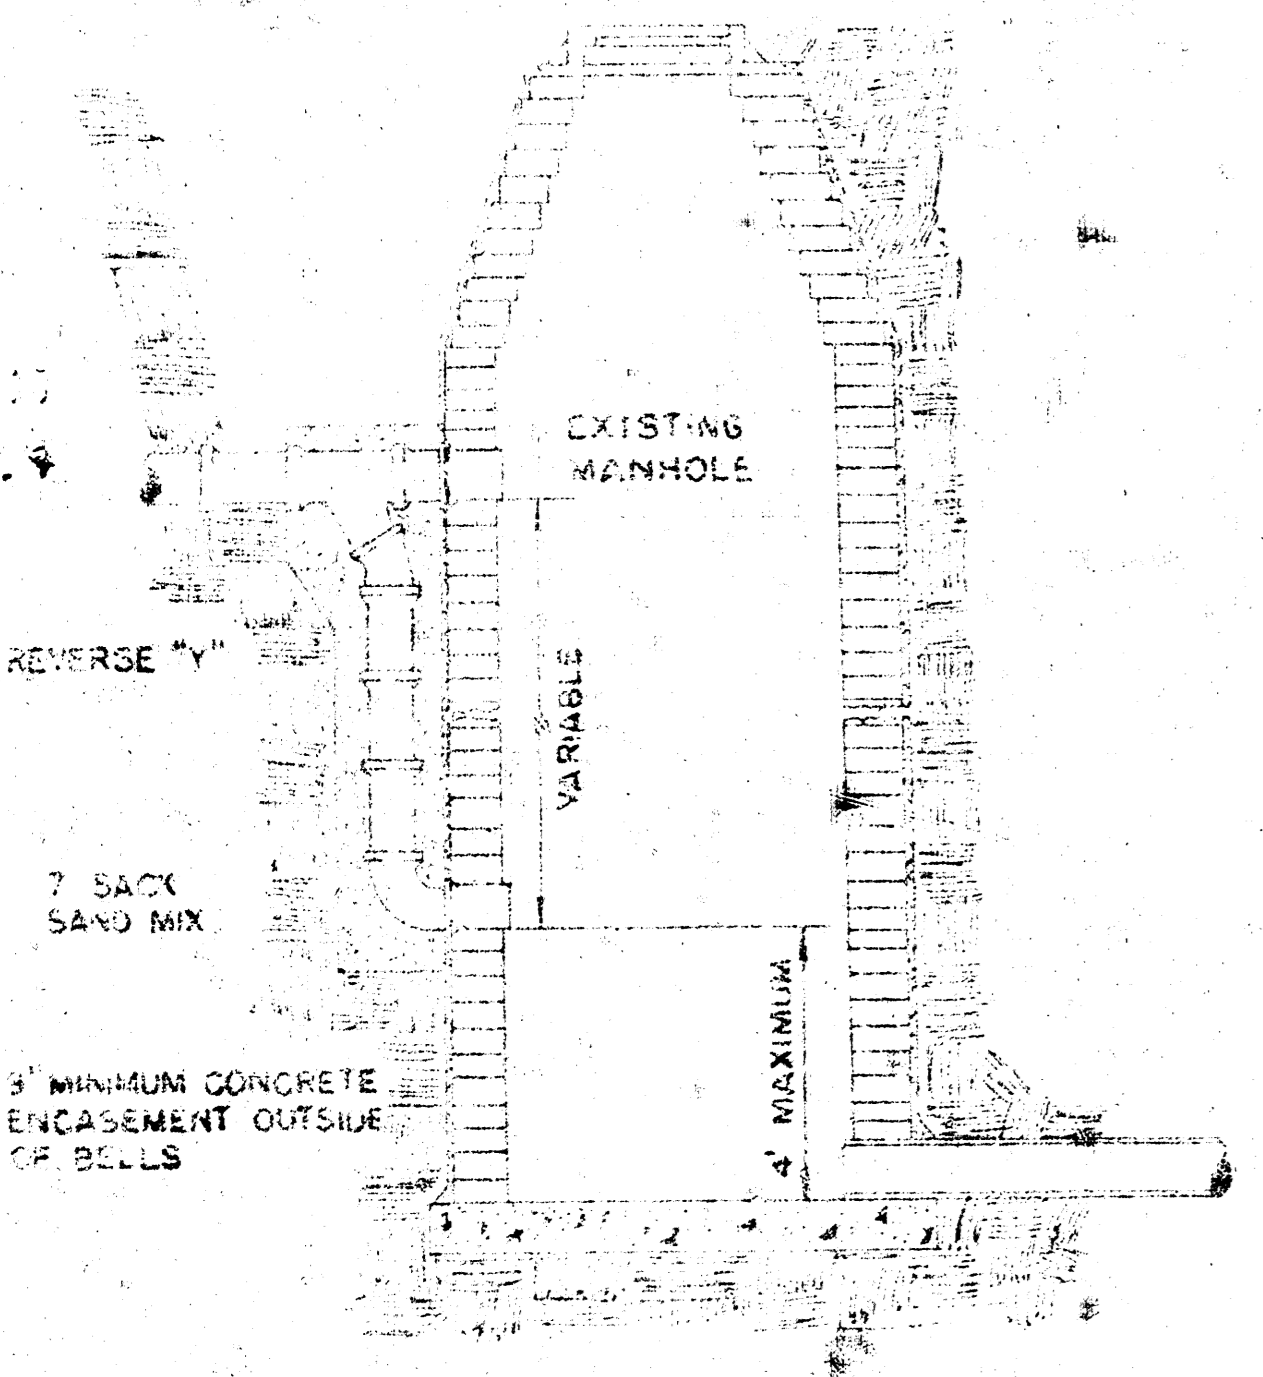 EXISTING
MANHOLE
REVERSE "Y"
VARIABLE
7 SACK
SAND MIX
4' MAXIMUM
MINIMUM CONCRETE
ENCASEMENT OUTSIDE
OF BELLS